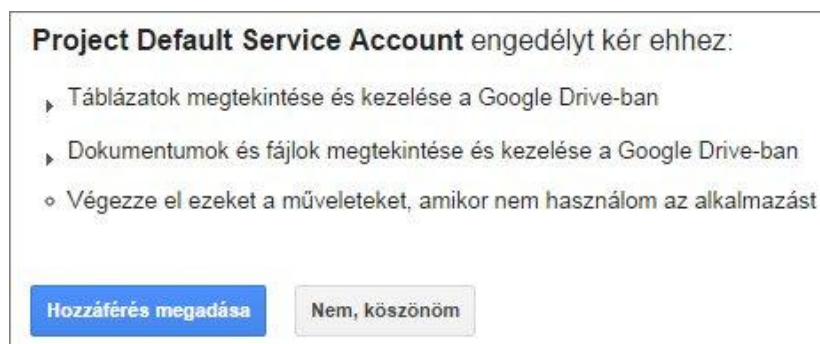 Project Default Service Account engedélyt kér ehhez:
Táblázatok megtekintése és kezelése a Google Drive-ban
Dokumentumok és fájlok megtekintése és kezelése a Google Drive-ban
Végezze el ezeket a műveleteket, amikor nem használom az alkalmazást
Hozzáférés megadása Nem, köszönöm